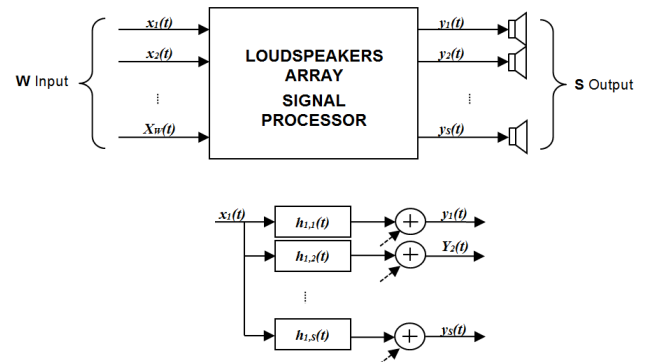 x1(t) y1(t)
x2(t) LOUDSPEAKERS y2(t)
W Input ARRAY S Output
SIGNAL
PROCESSOR
XW(t) yS(t)
x1(t) h1,1(t) + y1(t)
h1,2(t) + Y2(t)
h1,S(t) + yS(t)